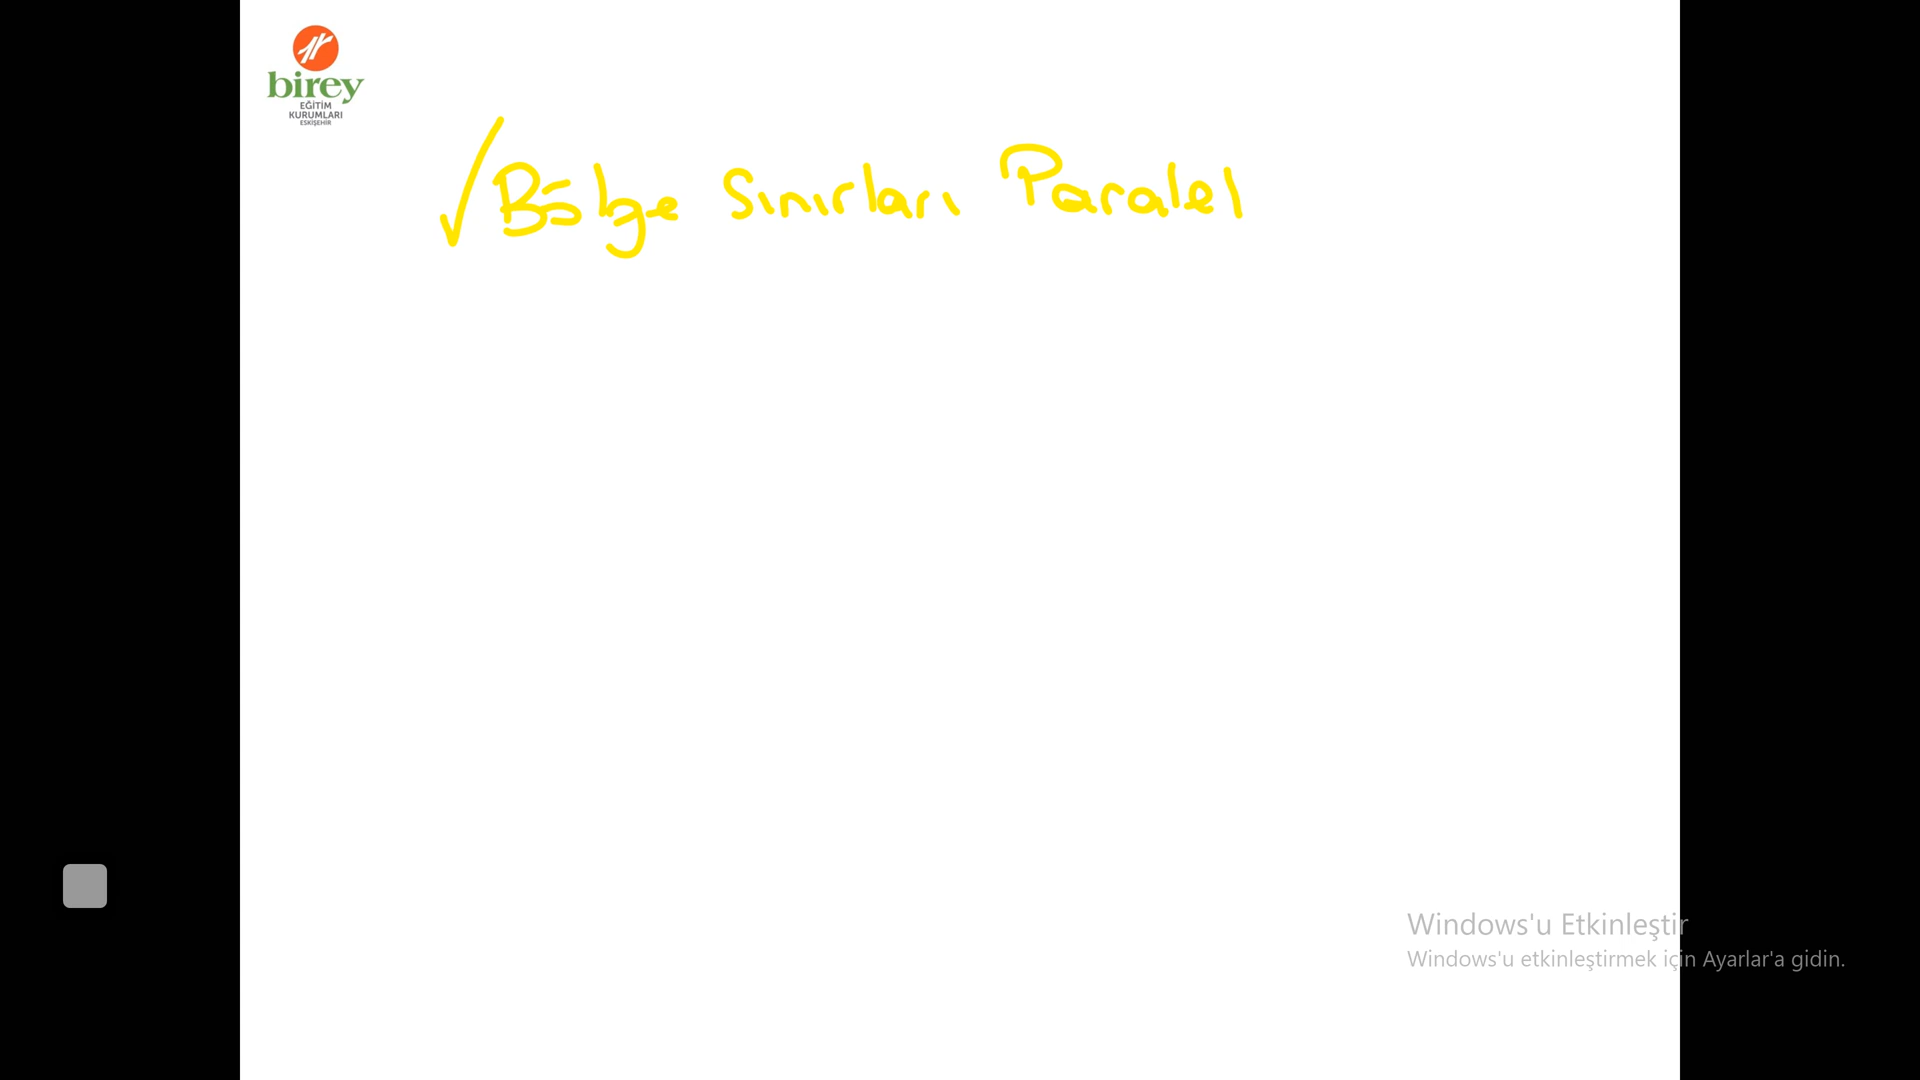 birey
EĞİTİM
KURUMLARI
ESKİŞEHİR
✓ Bölge Sınırları Paralel
Windows'u Etkinleştir
Windows'u etkinleştirmek için Ayarlar'a gidin.